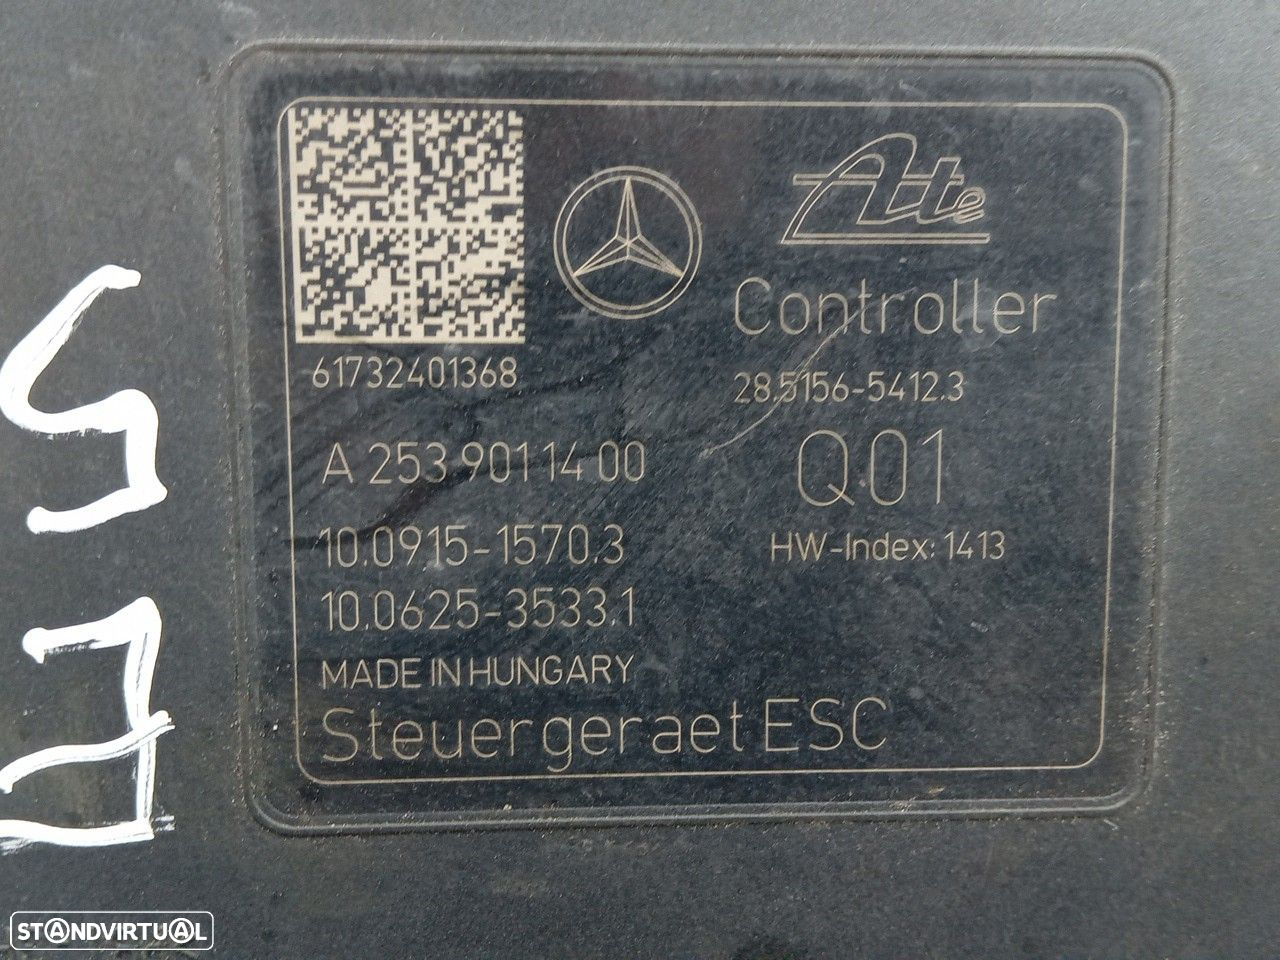 Ate
Controller
61732401368
28.5156-5412.3
A 253 901 14 00
Q01
10.0915-1570.3
HW-Index: 1413
10.0625-3533.1
MADE IN HUNGARY
Steuergeraet ESC
STANDVIRTUAL